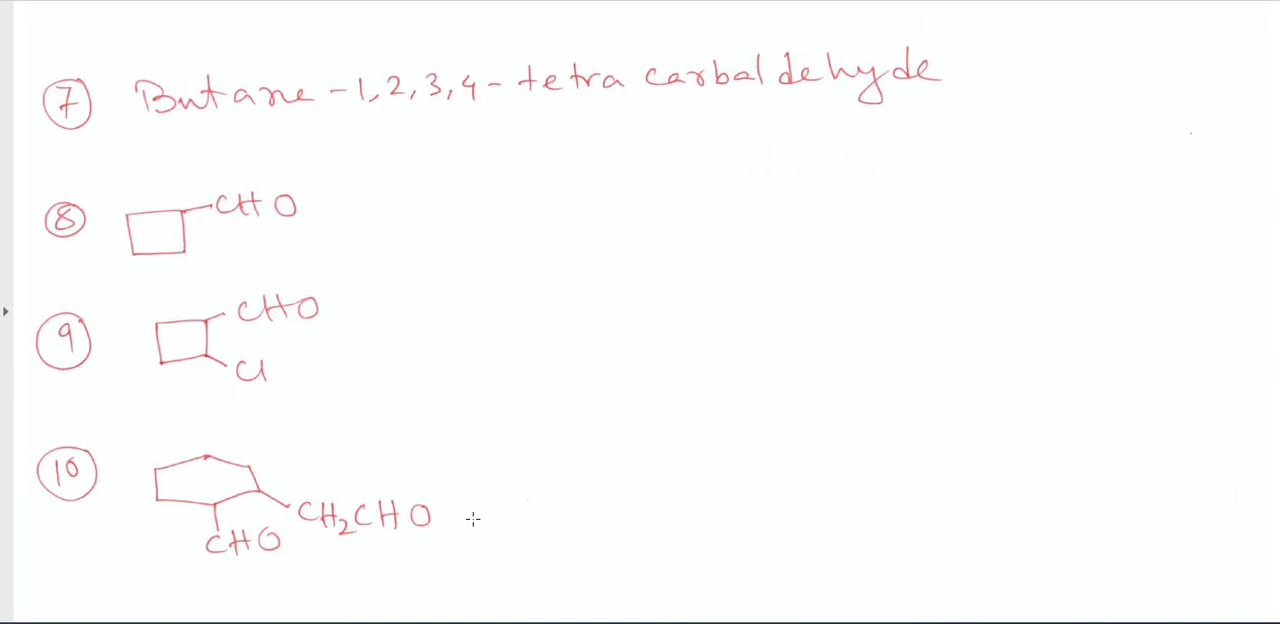 7 Butane-1,2,3,4-tetra carbaldehyde
8 CHO
9 CHO
Cl
10 CH₂CHO
CHO